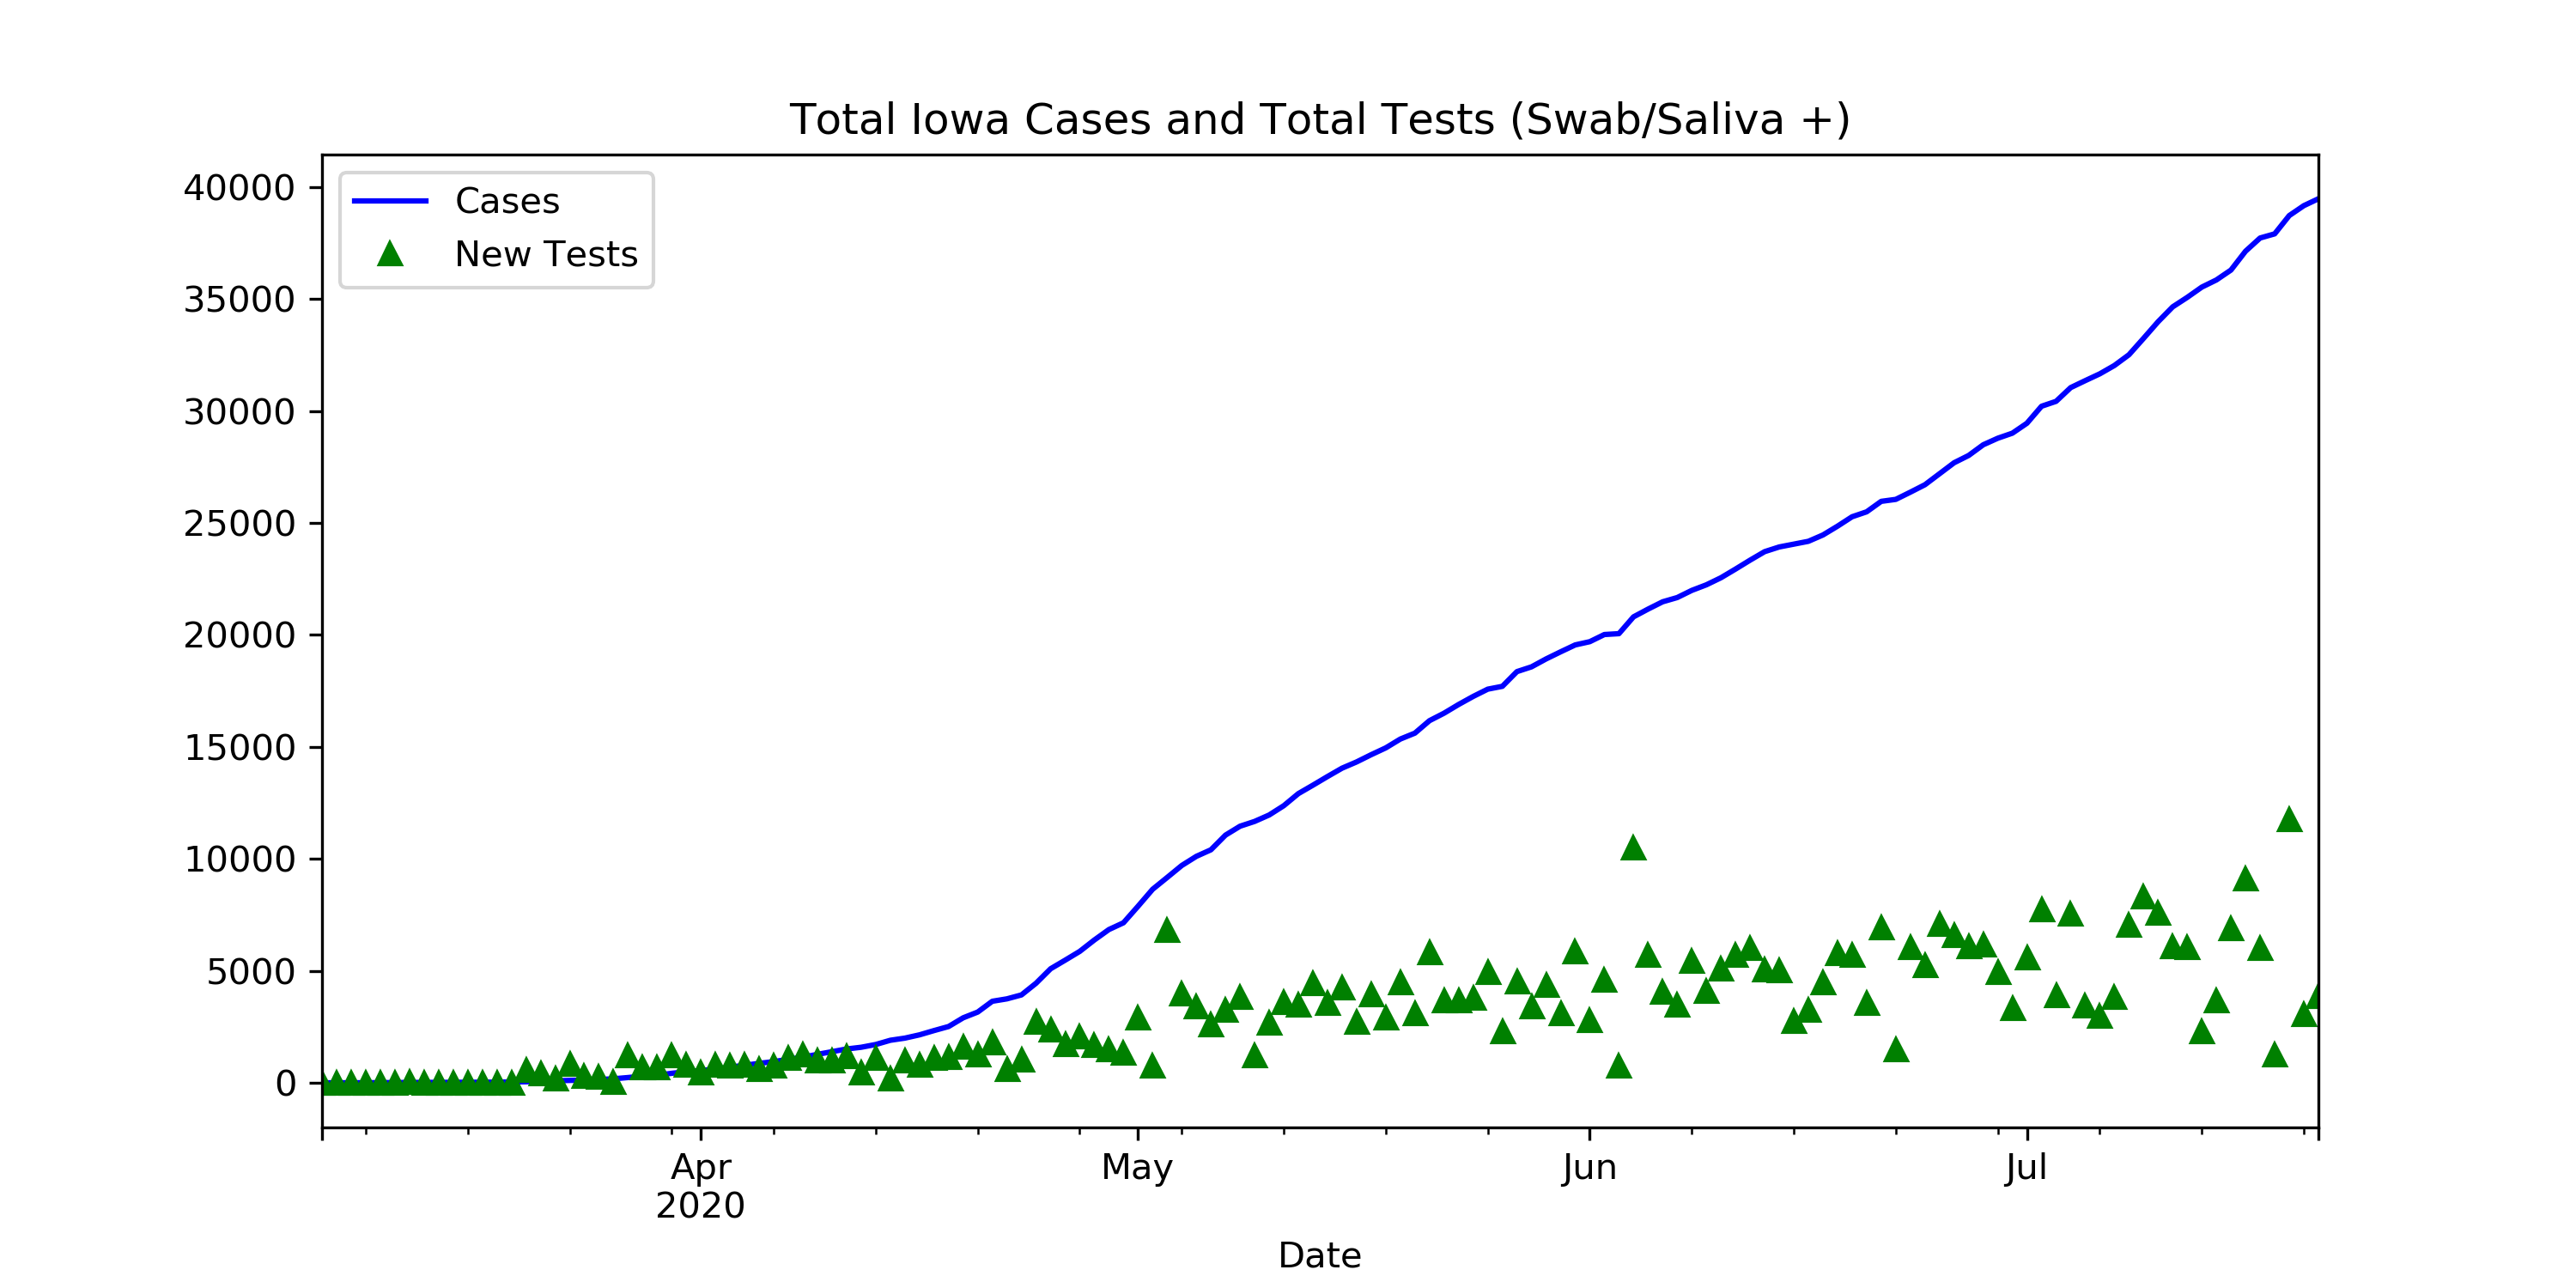 Total Iowa Cases and Total Tests (Swab/Saliva +)
Cases
New Tests
40000
35000
30000
25000
20000
15000
10000
5000
0
Apr
2020
May
Jun
Jul
Date